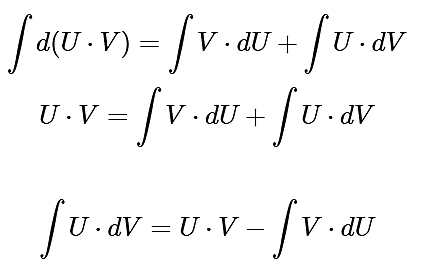 ∫ d(U · V) = ∫ V · dU + ∫ U · dV
U · V = ∫ V · dU + ∫ U · dV
∫ U · dV = U · V − ∫ V · dU